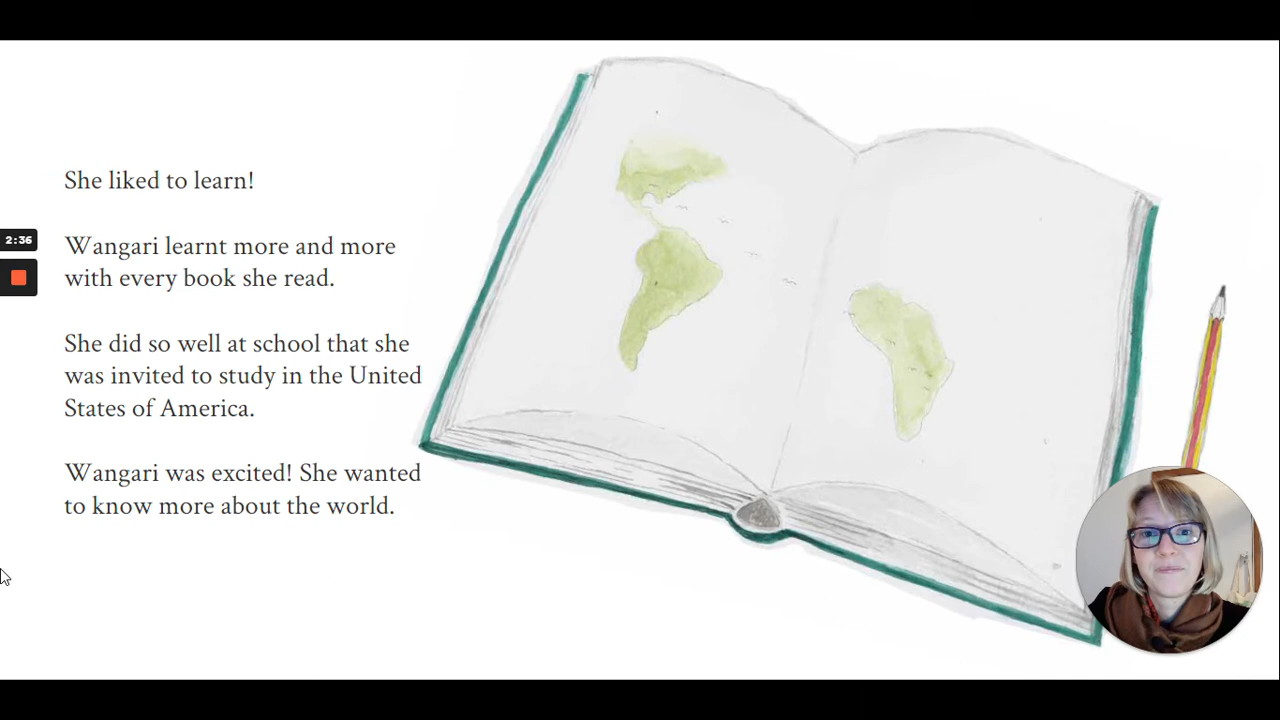 She liked to learn!
Wangari learnt more and more
with every book she read.
2:36
She did so well at school that she
was invited to study in the United
States of America.
Wangari was excited! She wanted
to know more about the world.